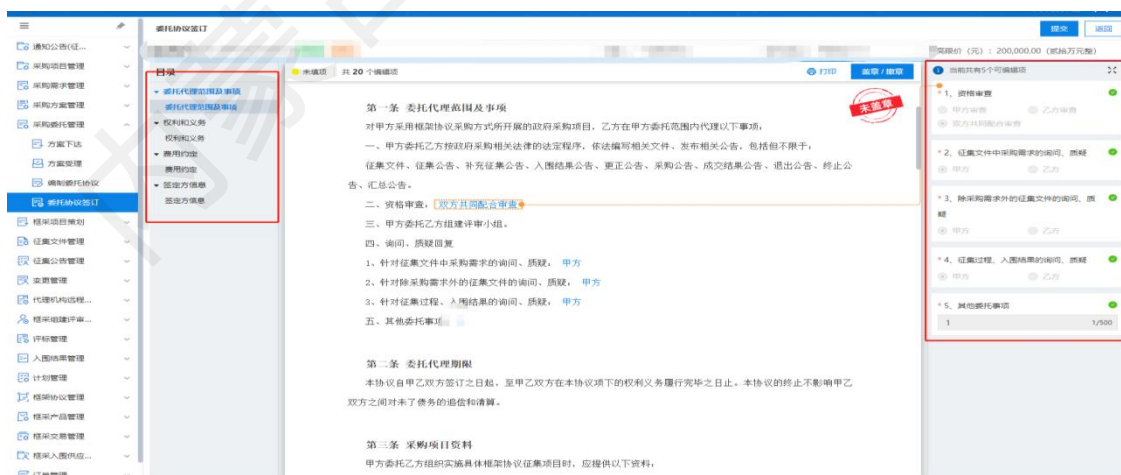 委托协议签订
提交
返回
通知公告(征...
采购项目管理
采购需求管理
采购方案管理
采购委托管理
方案下达
方案受理
编制委托协议
委托协议签订
框采项目策划
征集文件管理
征集公告管理
变更管理
代理机构远程...
框采组建评审...
评标管理
入围结果管理
计划管理
框架协议管理
框采产品管理
框采交易管理
框采入围供应...
订单管理
目录
委托代理范围及事项
委托代理范围及事项
权利和义务
权利和义务
费用约定
费用约定
签定方信息
签定方信息
未填项 共 20 个编辑项
打印
盖章 / 撤章
未盖章
第一条 委托代理范围及事项
对甲方采用框架协议采购方式所开展的政府采购项目，乙方在甲方委托范围内代理以下事项：
一、甲方委托乙方按政府采购相关法律的法定程序，依法编写相关文件、发布相关公告，包括但不限于：
征集文件、征集公告、补充征集公告、入围结果公告、更正公告、采购公告、成交结果公告、退出公告、终止公
告、汇总公告。
二、资格审查：双方共同配合审查
三、甲方委托乙方组建评审小组。
四、询问、质疑回复
1、针对征集文件中采购需求的询问、质疑： 甲方
2、针对除采购需求外的征集文件的询问、质疑： 甲方
3、针对征集过程、入围结果的询问、质疑： 甲方
五、其他委托事项
第二条 委托代理期限
本协议自甲乙双方签订之日起，至甲乙双方在本协议项下的权利义务履行完毕之日止。本协议的终止不影响甲乙
双方之间对未了债务的追偿和清算。
第三条 采购项目资料
甲方委托乙方组织实施具体框架协议征集项目时，应提供以下资料：
高限价（元）：200,000.00（贰拾万元整）
当前共有5个可编辑项
* 1、资格审查
甲方审查 乙方审查
双方共同配合审查
* 2、征集文件中采购需求的询问、质疑
甲方 乙方
* 3、除采购需求外的征集文件的询问、质
疑
甲方 乙方
* 4、征集过程、入围结果的询问、质疑
甲方 乙方
* 5、其他委托事项
1 1/500